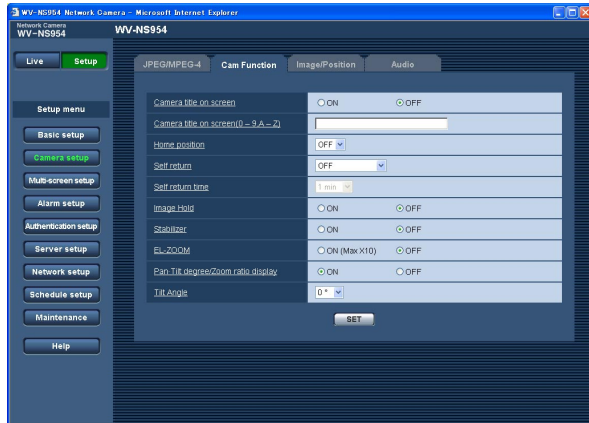 WV-NS954 Network Camera - Microsoft Internet Explorer
Network Camera
WV-NS954
WV-NS954
Live Setup
JPEG/MPEG-4 Cam Function Image/Position Audio
Setup menu
Basic setup
Camera setup
Multi-screen setup
Alarm setup
Authentication setup
Server setup
Network setup
Schedule setup
Maintenance
Help
Camera title on screen ON OFF
Camera title on screen(0 – 9,A – Z)
Home position OFF
Self return OFF
Self return time 1 min
Image Hold ON OFF
Stabilizer ON OFF
EL-ZOOM ON (Max X10) OFF
Pan·Tilt degree/Zoom ratio display ON OFF
Tilt Angle 0 °
SET